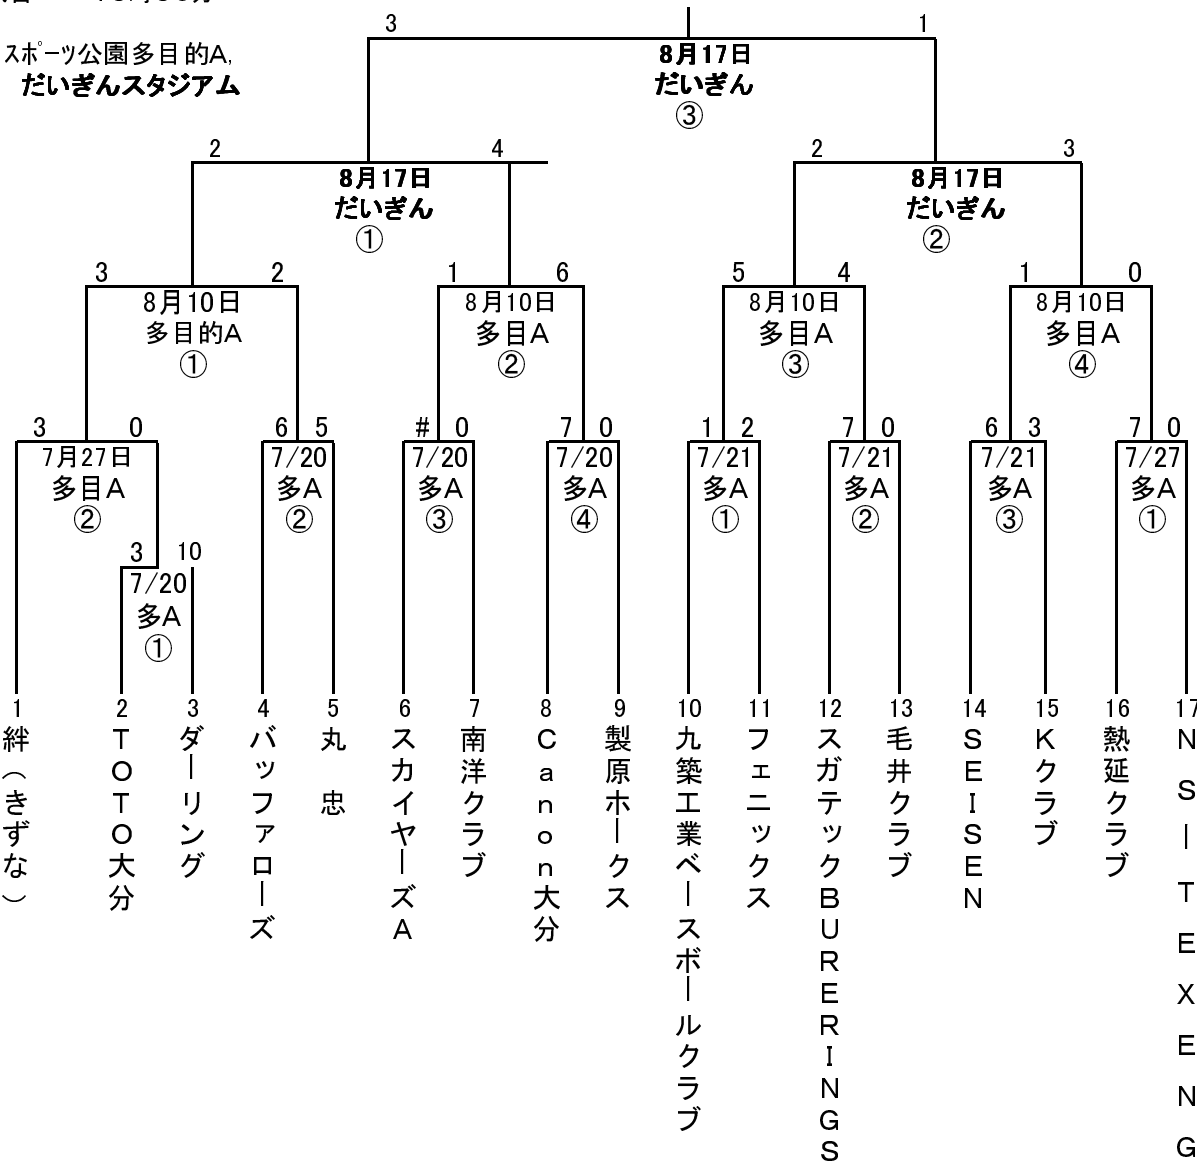 3 1
スポーツ公園多目的A,
だいぎんスタジアム
8月17日
だいぎん
③
2 4 2 3
8月17日 8月17日
だいぎん だいぎん
① ②
3 2 1 6 5 4 1 0
8月10日 8月10日 8月10日 8月10日
多目的A 多目A 多目A 多目A
① ② ③ ④
3 0 6 5 # 0 7 0 1 2 7 0 6 3 7 0
7月27日 7/20 7/20 7/20 7/21 7/21 7/21 7/27
多目A 多A 多A 多A 多A 多A 多A 多A
② ② ③ ④ ① ② ③ ①
3 10
7/20
多A
①
1 2 3 4 5 6 7 8 9 10 11 12 13 14 15 16 17
絆(きずな)
TOTO大分
ダーリング
バッファローズ
丸 忠
スカイヤーズA
南洋クラブ
Canon大分
製原ホークス
九築工業ベースボールクラブ
フェニックス
スガテックBURERINGS
毛井クラブ
SEISEN
Kクラブ
熱延クラブ
NS-TEXENG